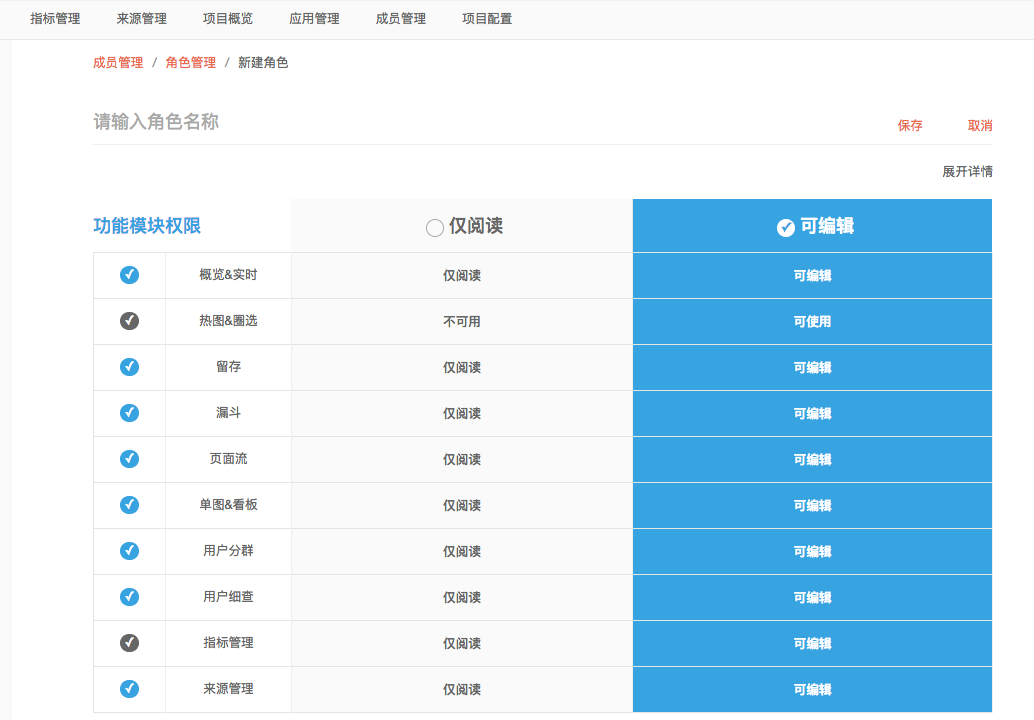 指标管理 来源管理 项目概览 应用管理 成员管理 项目配置
成员管理 / 角色管理 / 新建角色
请输入角色名称 保存 取消
展开详情
功能模块权限 仅阅读 可编辑
概览&实时 仅阅读 可编辑
热图&圈选 不可用 可使用
留存 仅阅读 可编辑
漏斗 仅阅读 可编辑
页面流 仅阅读 可编辑
单图&看板 仅阅读 可编辑
用户分群 仅阅读 可编辑
用户细查 仅阅读 可编辑
指标管理 仅阅读 可编辑
来源管理 仅阅读 可编辑